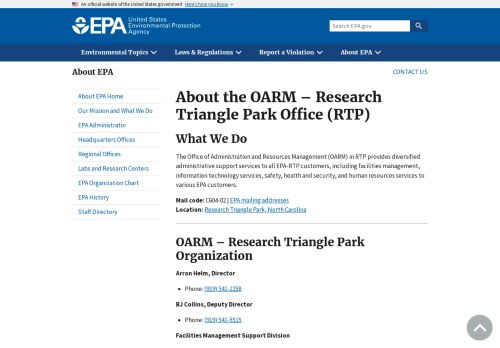 An official website of the United States government Here's how you know
EPA United States
Environmental Protection
Agency
Search EPA.gov
Environmental Topics Laws & Regulations Report a Violation About EPA
About EPA
CONTACT US
About EPA Home
Our Mission and What We Do
EPA Administrator
Headquarters Offices
Regional Offices
Labs and Research Centers
EPA Organization Chart
EPA History
Staff Directory
About the OARM – Research
Triangle Park Office (RTP)
What We Do
The Office of Administration and Resources Management (OARM) in RTP provides diversified
administrative support services to all EPA-RTP customers, including facilities management,
information technology services, safety, health and security, and human resources services to
various EPA customers.
Mail code: C604-02 | EPA mailing addresses
Location: Research Triangle Park, North Carolina
OARM – Research Triangle Park
Organization
Arron Helm, Director
• Phone: (919) 541-2258
BJ Collins, Deputy Director
• Phone: (919) 541-5515
Facilities Management Support Division